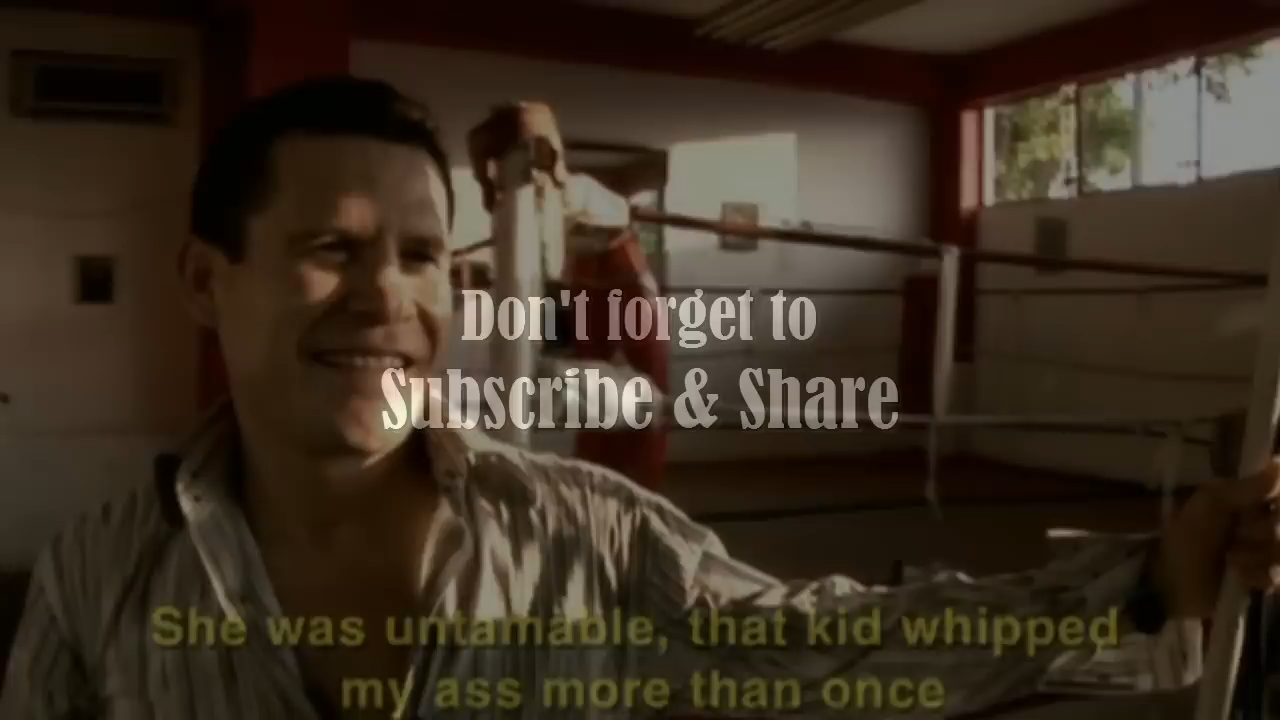 Don't forget to
Subscribe & Share
She was untamable, that kid whipped
my ass more than once